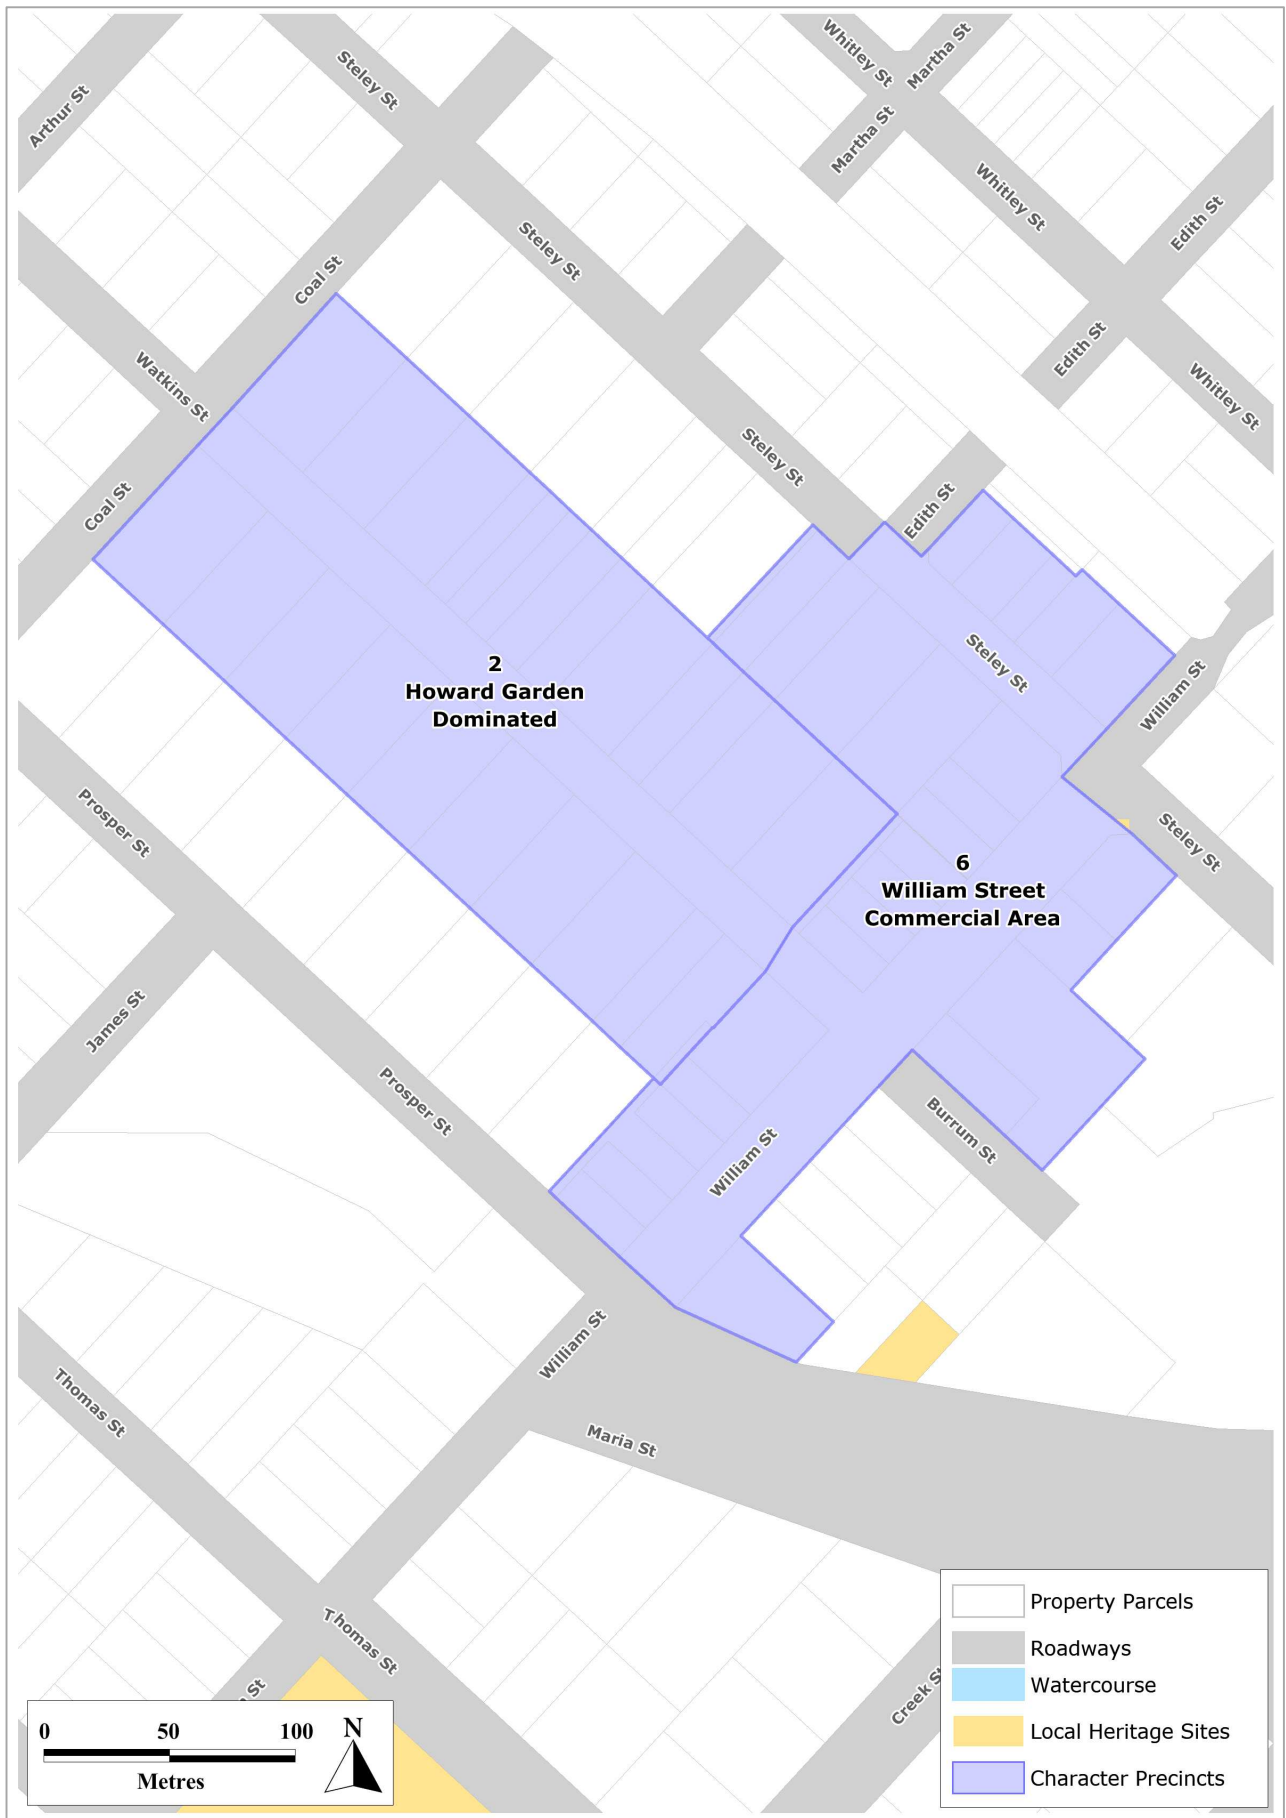 Whitley St
Martha St
Steley St
Arthur St
Martha St
Whitley St
Edith St
Steley St
Coal St
Edith St
Watkins St
Whitley St
Steley St
Coal St
Edith St
2
Howard Garden
Dominated
Steley St
William St
Prosper St
Steley St
6
William Street
Commercial Area
James St
Prosper St
Burrum St
William St
William St
Thomas St
Maria St
Thomas St
St
Creek St
0 50 100
Metres
N
Property Parcels
Roadways
Watercourse
Local Heritage Sites
Character Precincts